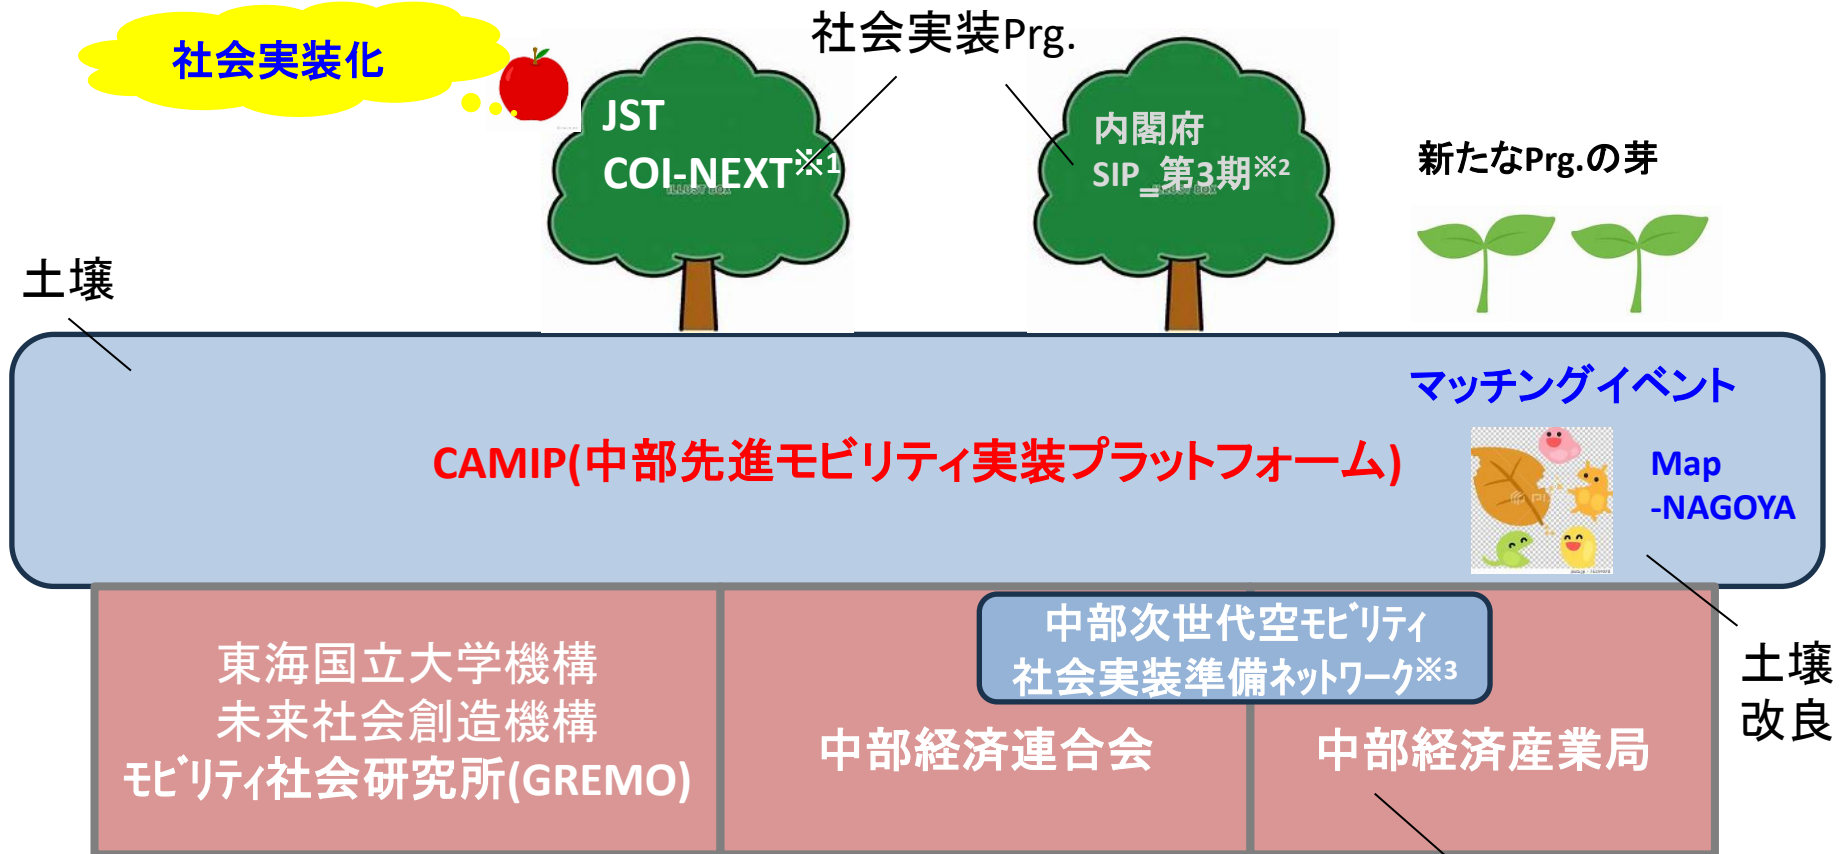 社会実装化
社会実装Prg.
JST
COI-NEXT※1
内閣府
SIP_第3期※2
ILLUST BOX
新たなPrg.の芽
土壌
マッチングイベント
CAMIP(中部先進モビリティ実装プラットフォーム)
Map
-NAGOYA
中部次世代空モビリティ
社会実装準備ネットワーク※3
土壌
改良
東海国立大学機構
未来社会創造機構
モビリティ社会研究所(GREMO)
中部経済連合会
中部経済産業局